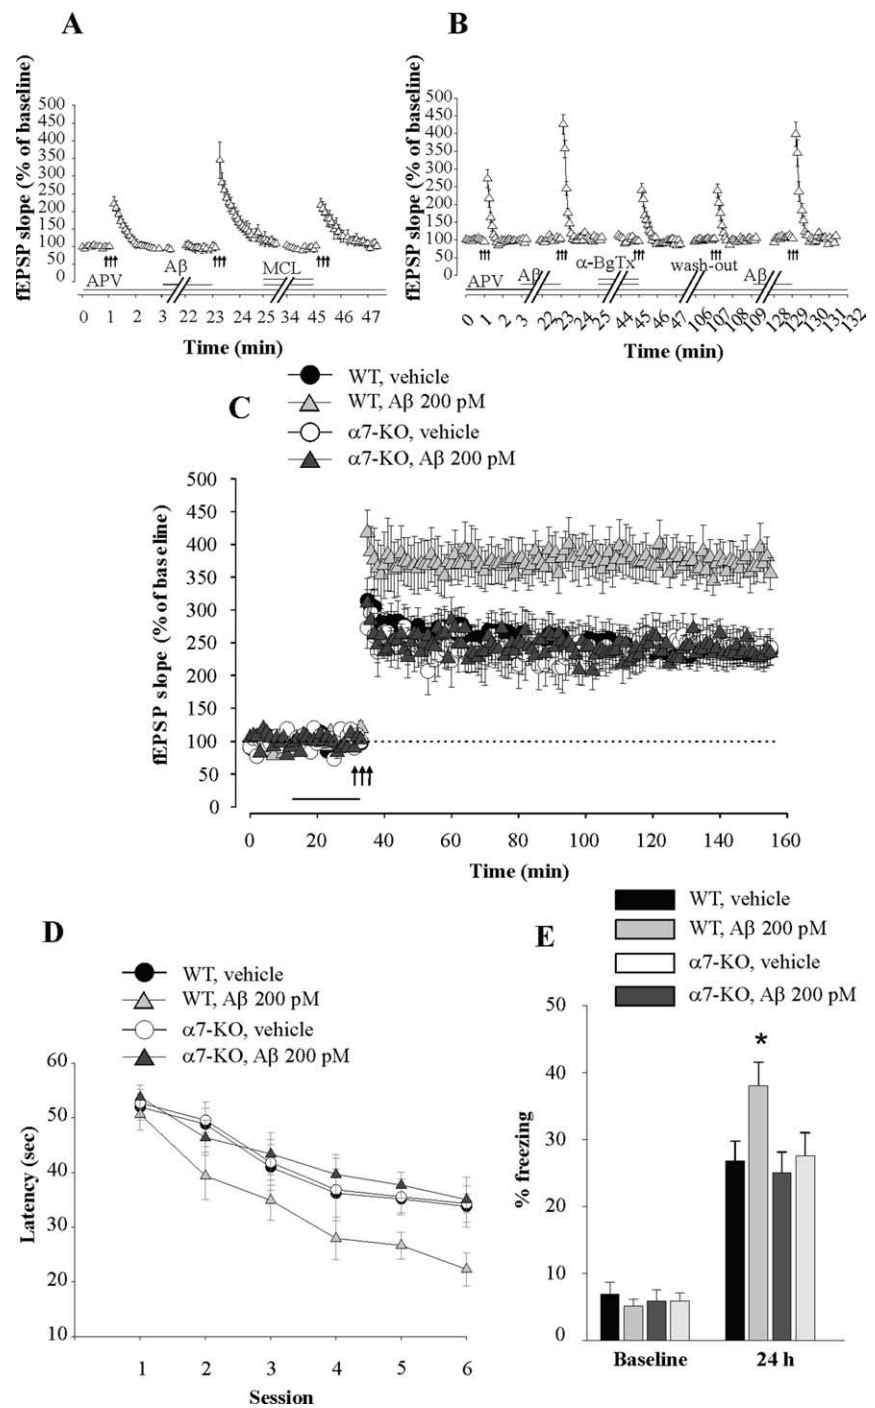 A
fEPSP slope (% of baseline)
500
450
400
350
300
250
200
150
100
50
0
APV
Aβ
MCL
0 1 2 3 22 23 24 25 34 45 46 47
Time (min)
B
fEPSP slope (% of baseline)
500
450
400
350
300
250
200
150
100
50
0
APV
Aβ
α-BgTx
wash-out
Aβ
0 1 2 3 22 23 24 25 44 45 46 47 106 107 108 109 128 129 130 131 132
Time (min)
C
WT, vehicle
WT, Aβ 200 pM
α7-KO, vehicle
α7-KO, Aβ 200 pM
fEPSP slope (% of baseline)
500
450
400
350
300
250
200
150
100
50
0
0 20 40 60 80 100 120 140 160
Time (min)
D
WT, vehicle
WT, Aβ 200 pM
α7-KO, vehicle
α7-KO, Aβ 200 pM
Latency (sec)
60
50
40
30
20
10
1 2 3 4 5 6
Session
E
WT, vehicle
WT, Aβ 200 pM
α7-KO, vehicle
α7-KO, Aβ 200 pM
% freezing
50
40
30
20
10
0
*
Baseline 24 h